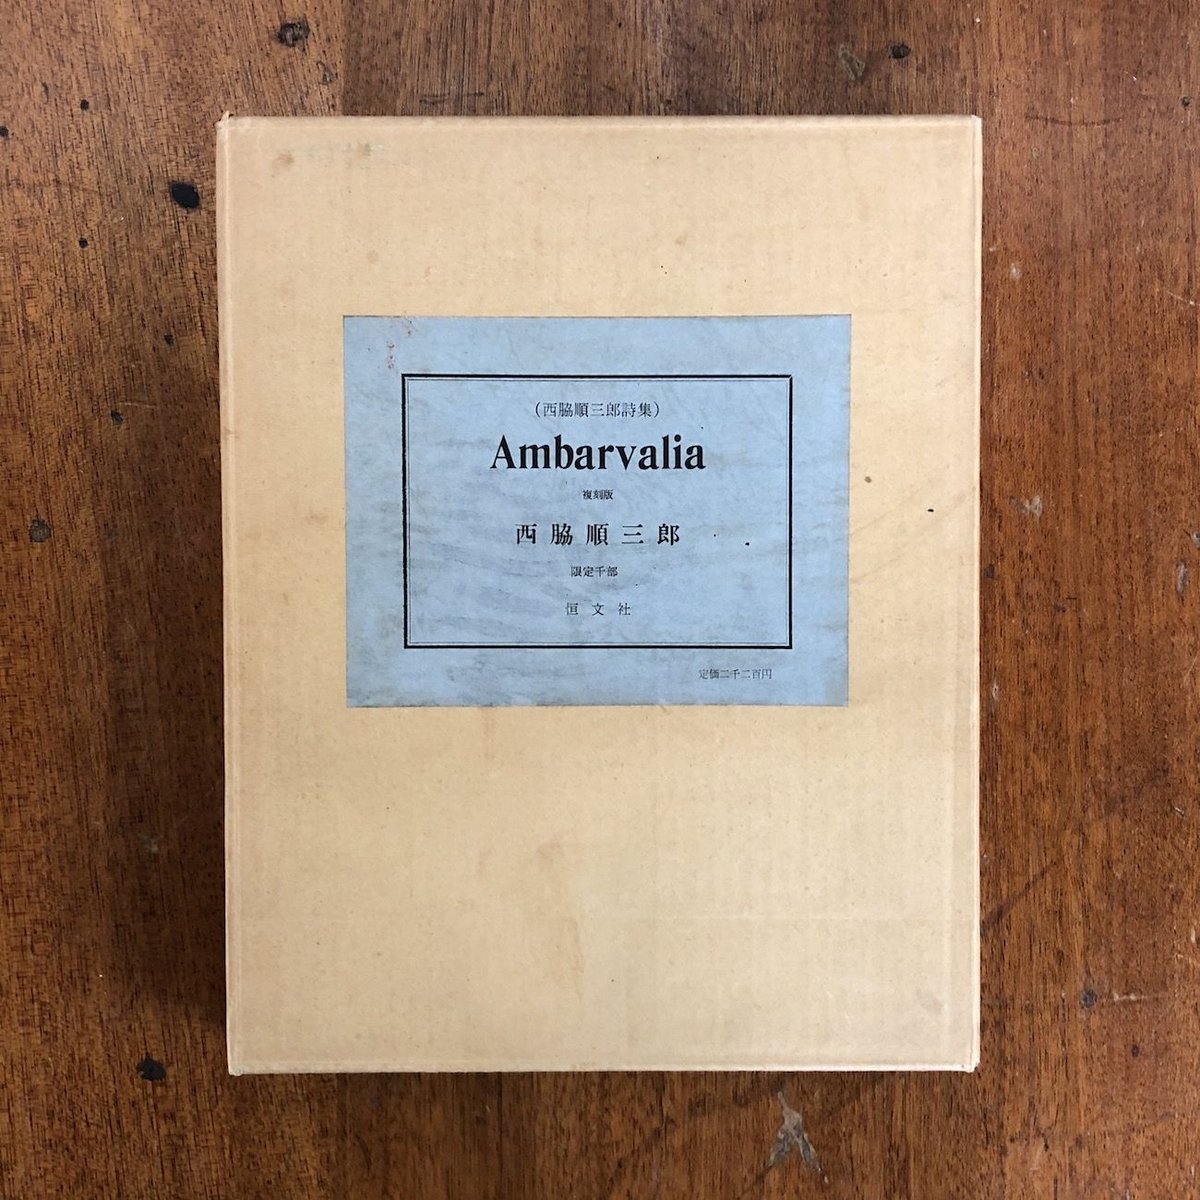 （西脇順三郎詩集）
Ambarvalia
復刻版
西脇順三郎
限定千部
恒文社
定価二千二百円